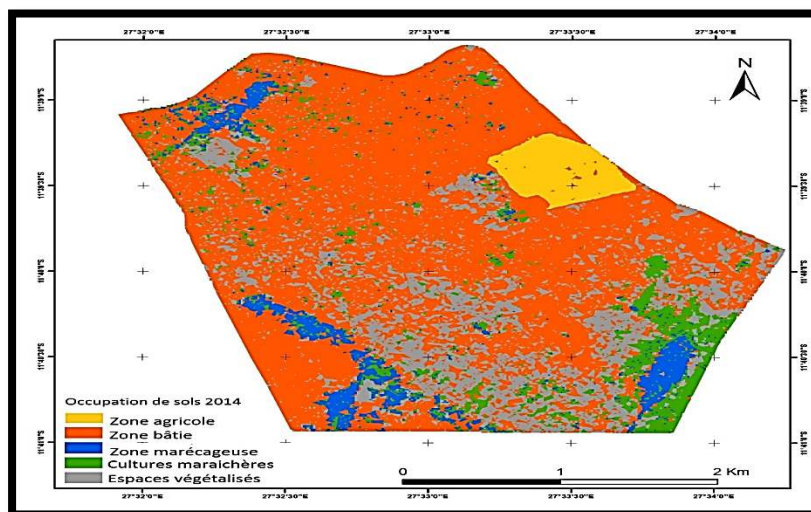 27°32'0"E 27°32'30"E 27°33'0"E 27°33'30"E 27°34'0"E
N
Occupation de sols 2014
Zone agricole
Zone bâtie
Zone marécageuse
Cultures maraichères
Espaces végétalisés
0 1 2 Km
27°32'0"E 27°32'30"E 27°33'0"E 27°33'30"E 27°34'0"E